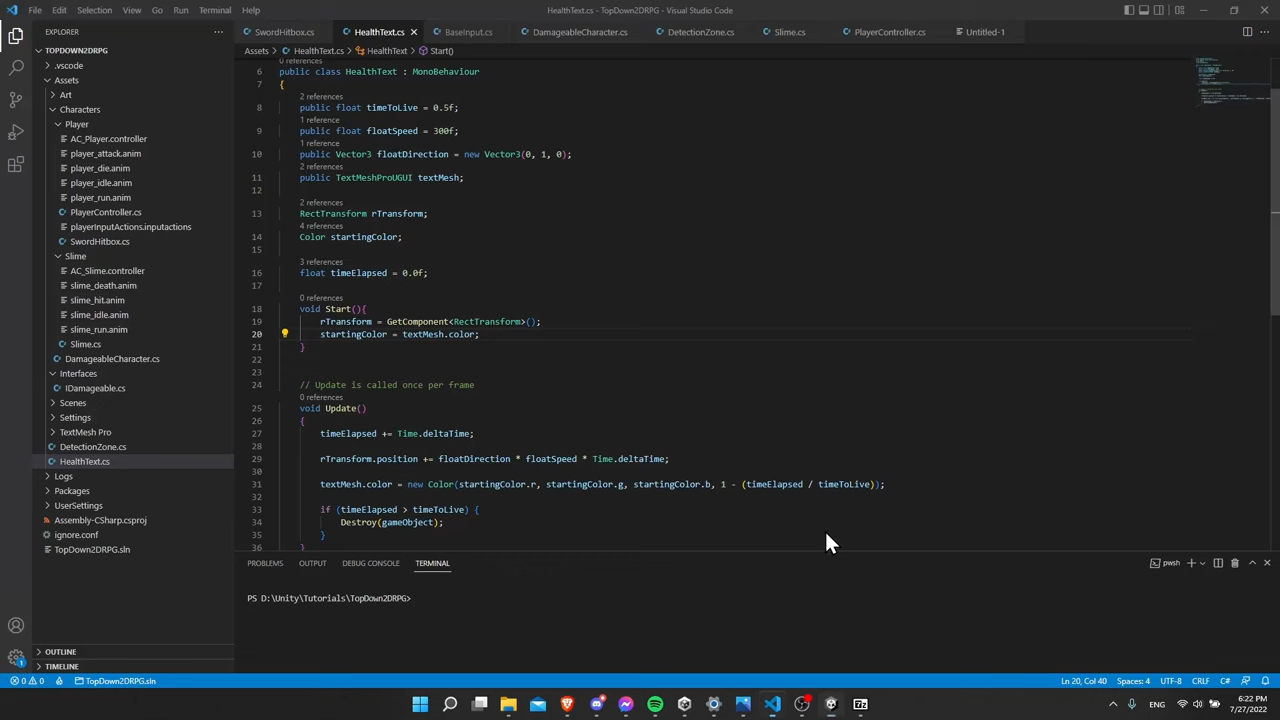 File Edit Selection View Go Run Terminal Help
HealthText.cs - TopDown2DRPG - Visual Studio Code
EXPLORER
TOPDOWN2DRPG
.vscode
Assets
Art
Characters
Player
AC_Player.controller
player_attack.anim
player_die.anim
player_idle.anim
player_run.anim
PlayerController.cs
playerInputActions.inputactions
SwordHitbox.cs
Slime
AC_Slime.controller
slime_death.anim
slime_hit.anim
slime_idle.anim
slime_run.anim
Slime.cs
DamageableCharacter.cs
Interfaces
IDamageable.cs
Scenes
Settings
TextMesh Pro
DetectionZone.cs
HealthText.cs
Logs
Packages
UserSettings
Assembly-CSharp.csproj
ignore.conf
TopDown2DRPG.sln
OUTLINE
TIMELINE
SwordHitbox.cs HealthText.cs BaseInput.cs DamageableCharacter.cs DetectionZone.cs Slime.cs PlayerController.cs Untitled-1
Assets > HealthText.cs > HealthText > Start()
0 references
6 public class HealthText : MonoBehaviour
7 {
2 references
8 public float timeToLive = 0.5f;
1 reference
9 public float floatSpeed = 300f;
1 reference
10 public Vector3 floatDirection = new Vector3(0, 1, 0);
2 references
11 public TextMeshProUGUI textMesh;
12
2 references
13 RectTransform rTransform;
4 references
14 Color startingColor;
15
3 references
16 float timeElapsed = 0.0f;
17
0 references
18 void Start(){
19 rTransform = GetComponent<RectTransform>();
20 startingColor = textMesh.color;
21 }
22
23
24 // Update is called once per frame
0 references
25 void Update()
26 {
27 timeElapsed += Time.deltaTime;
28
29 rTransform.position += floatDirection * floatSpeed * Time.deltaTime;
30
31 textMesh.color = new Color(startingColor.r, startingColor.g, startingColor.b, 1 - (timeElapsed / timeToLive));
32
33 if (timeElapsed > timeToLive) {
34 Destroy(gameObject);
35 }
36 }
PROBLEMS OUTPUT DEBUG CONSOLE TERMINAL
pwsh
PS D:\Unity\Tutorials\TopDown2DRPG>
1
0 0 TopDown2DRPG.sln
Ln 20, Col 40 Spaces: 4 UTF-8 CRLF C#
ENG
6:22 PM
7/27/2022